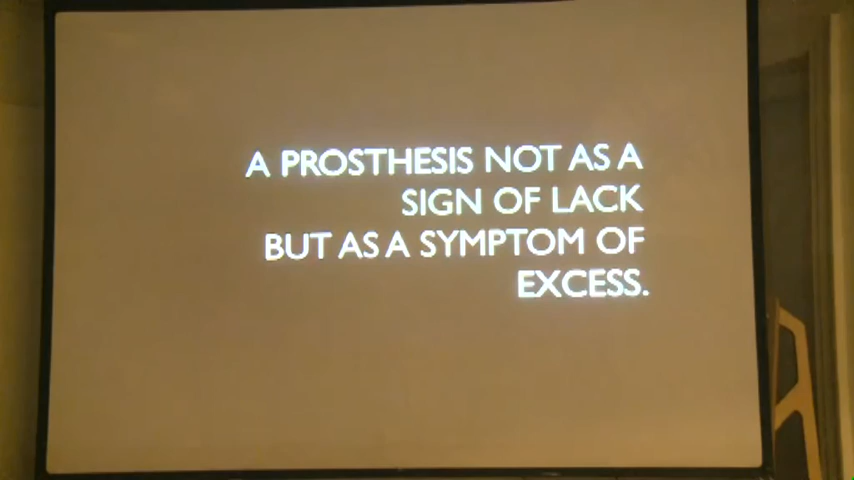 A PROSTHESIS NOT AS A
SIGN OF LACK
BUT AS A SYMPTOM OF
EXCESS.
A